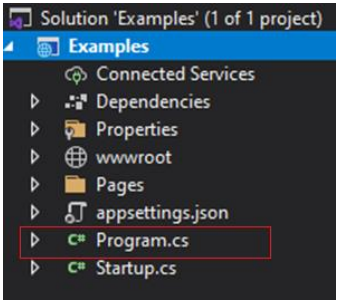 Solution 'Examples' (1 of 1 project)
Examples
Connected Services
Dependencies
Properties
wwwroot
Pages
appsettings.json
C# Program.cs
C# Startup.cs